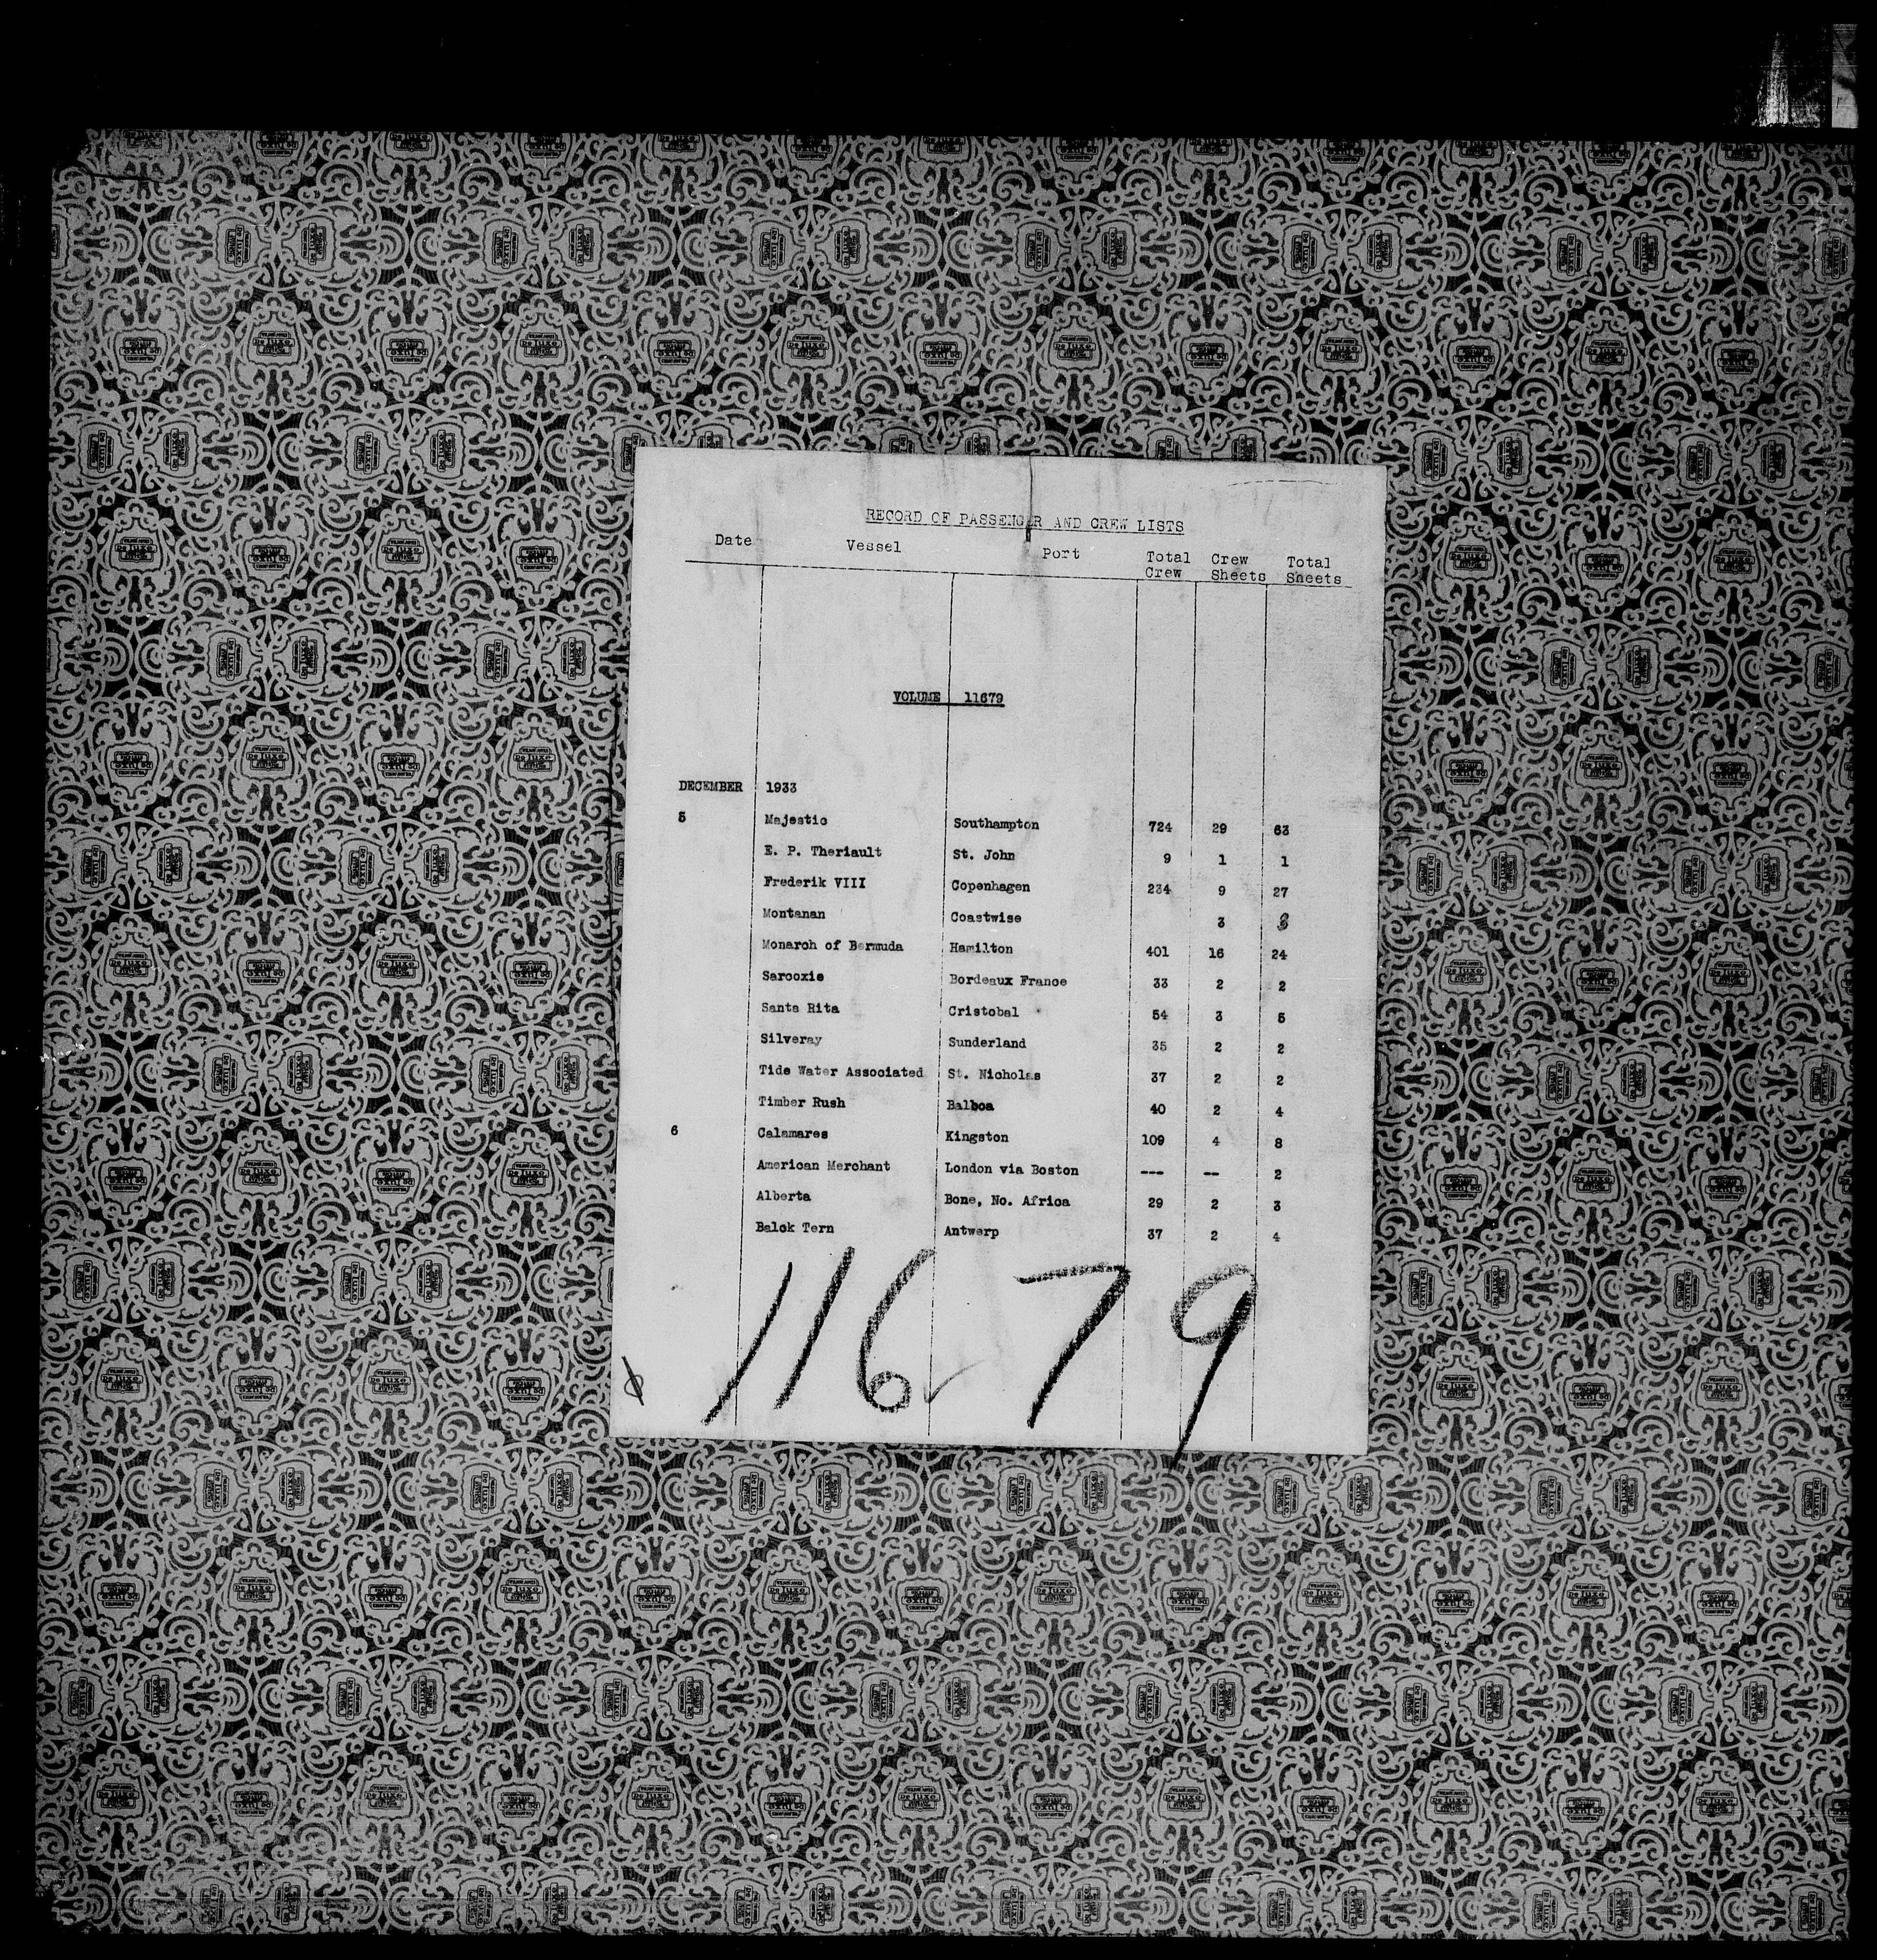 RECORD OF PASSENGER AND CREW LISTS
Date Vessel Port Total Crew Crew Sheets Total Sheets
VOLUME 11679
DECEMBER 1933
5 Majestic Southampton 724 29 63
E. P. Theriault St. John 9 1 1
Frederik VIII Copenhagen 234 9 27
Montanan Coastwise 3
Monarch of Bermuda Hamilton 401 16 24
Sarcoxie Bordeaux France 33 2 2
Santa Rita Cristobal 54 3 5
Silveray Sunderland 35 2 2
Tide Water Associated St. Nicholas 37 2 2
Timber Rush Balboa 40 2 4
6 Calamares Kingston 109 4 8
American Merchant London via Boston --- -- 2
Alberta Bone, No. Africa 29 2 3
Balok Tern Antwerp 37 2 4
11679